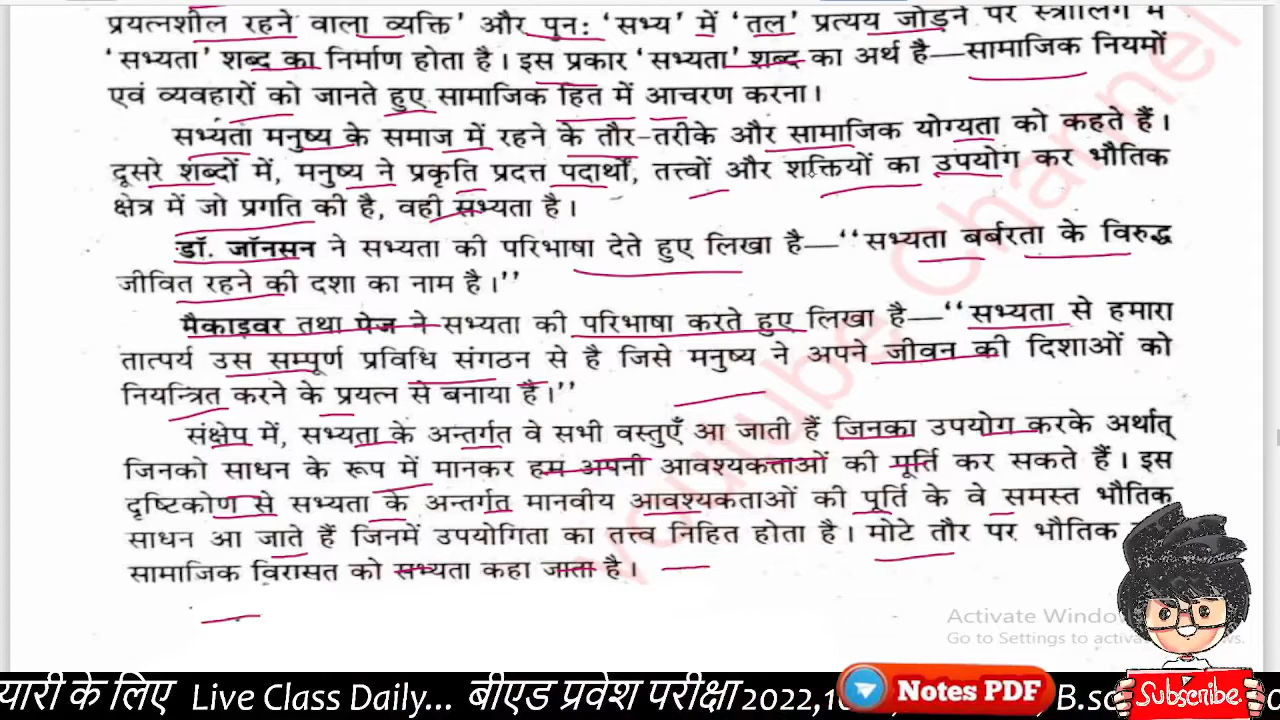 प्रयत्नशील रहने वाला व्यक्ति’ और पुन: ‘सभ्य’ में ‘तल’ प्रत्यय जोड़ने पर स्त्रीलिंग में
‘सभ्यता’ शब्द का निर्माण होता है। इस प्रकार ‘सभ्यता’ शब्द का अर्थ है—सामाजिक नियमों
एवं व्यवहारों को जानते हुए सामाजिक हित में आचरण करना।
सभ्यता मनुष्य के समाज में रहने के तौर-तरीके और सामाजिक योग्यता को कहते हैं।
दूसरे शब्दों में, मनुष्य ने प्रकृति प्रदत्त पदार्थों, तत्त्वों और शक्तियों का उपयोग कर भौतिक
क्षेत्र में जो प्रगति की है, वही सभ्यता है।
डॉ. जॉनसन ने सभ्यता की परिभाषा देते हुए लिखा है—‘‘सभ्यता बर्बरता के विरुद्ध
जीवित रहने की दशा का नाम है।’’
मैकाइवर तथा पेज ने सभ्यता की परिभाषा करते हुए लिखा है—‘‘सभ्यता से हमारा
तात्पर्य उस सम्पूर्ण प्रविधि संगठन से है जिसे मनुष्य ने अपने जीवन की दिशाओं को
नियन्त्रित करने के प्रयत्न से बनाया है।’’
संक्षेप में, सभ्यता के अन्तर्गत वे सभी वस्तुएँ आ जाती हैं जिनका उपयोग करके अर्थात्
जिनको साधन के रूप में मानकर हम अपनी आवश्यकताओं की पूर्ति कर सकते हैं। इस
दृष्टिकोण से सभ्यता के अन्तर्गत मानवीय आवश्यकताओं की पूर्ति के वे समस्त भौतिक
साधन आ जाते हैं जिनमें उपयोगिता का तत्त्व निहित होता है। मोटे तौर पर भौतिक
सामाजिक विरासत को सभ्यता कहा जाता है।
Activate Windo
Go to Settings to activa
यारी के लिए Live Class Daily... बीएड प्रवेश परीक्षा 2022,
Notes PDF
B.sc
Subscribe
youtube Channel